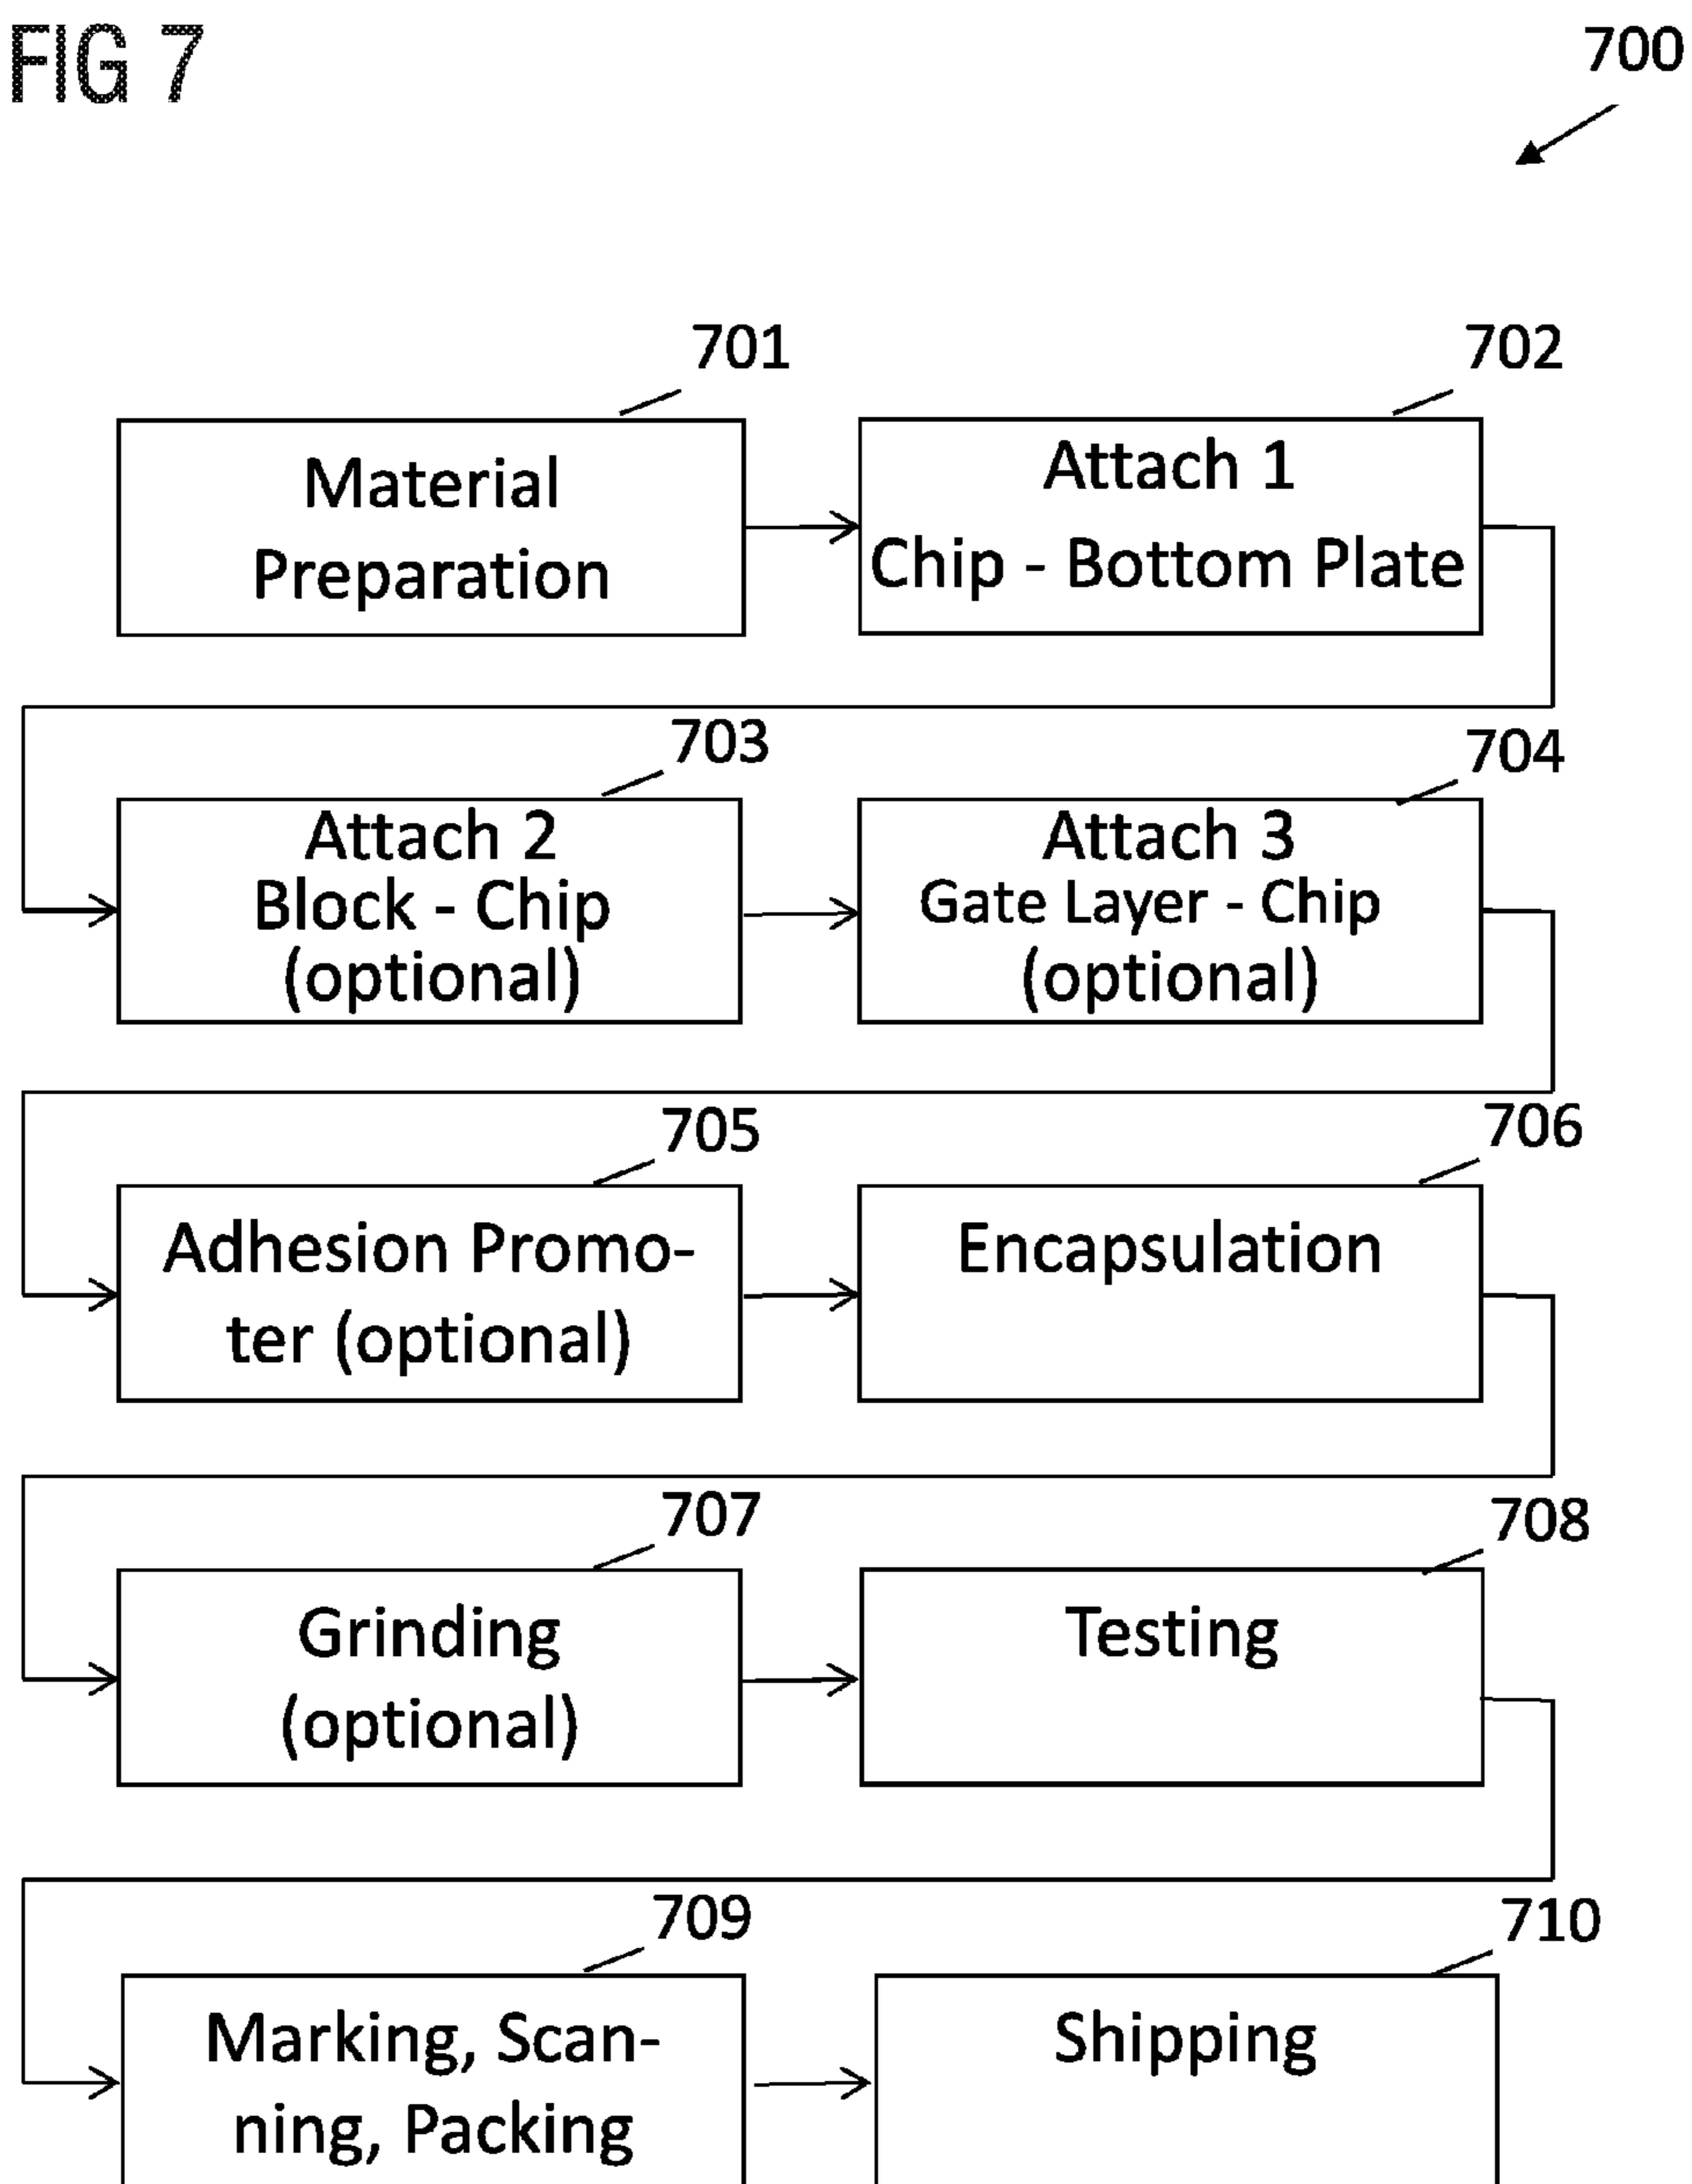 FIG 7
700
701
702
Material
Preparation
Attach 1
Chip - Bottom Plate
703
704
Attach 2
Block - Chip
(optional)
Attach 3
Gate Layer - Chip
(optional)
705
706
Adhesion Promo-
ter (optional)
Encapsulation
707
708
Grinding
(optional)
Testing
709
710
Marking, Scan-
ning, Packing
Shipping